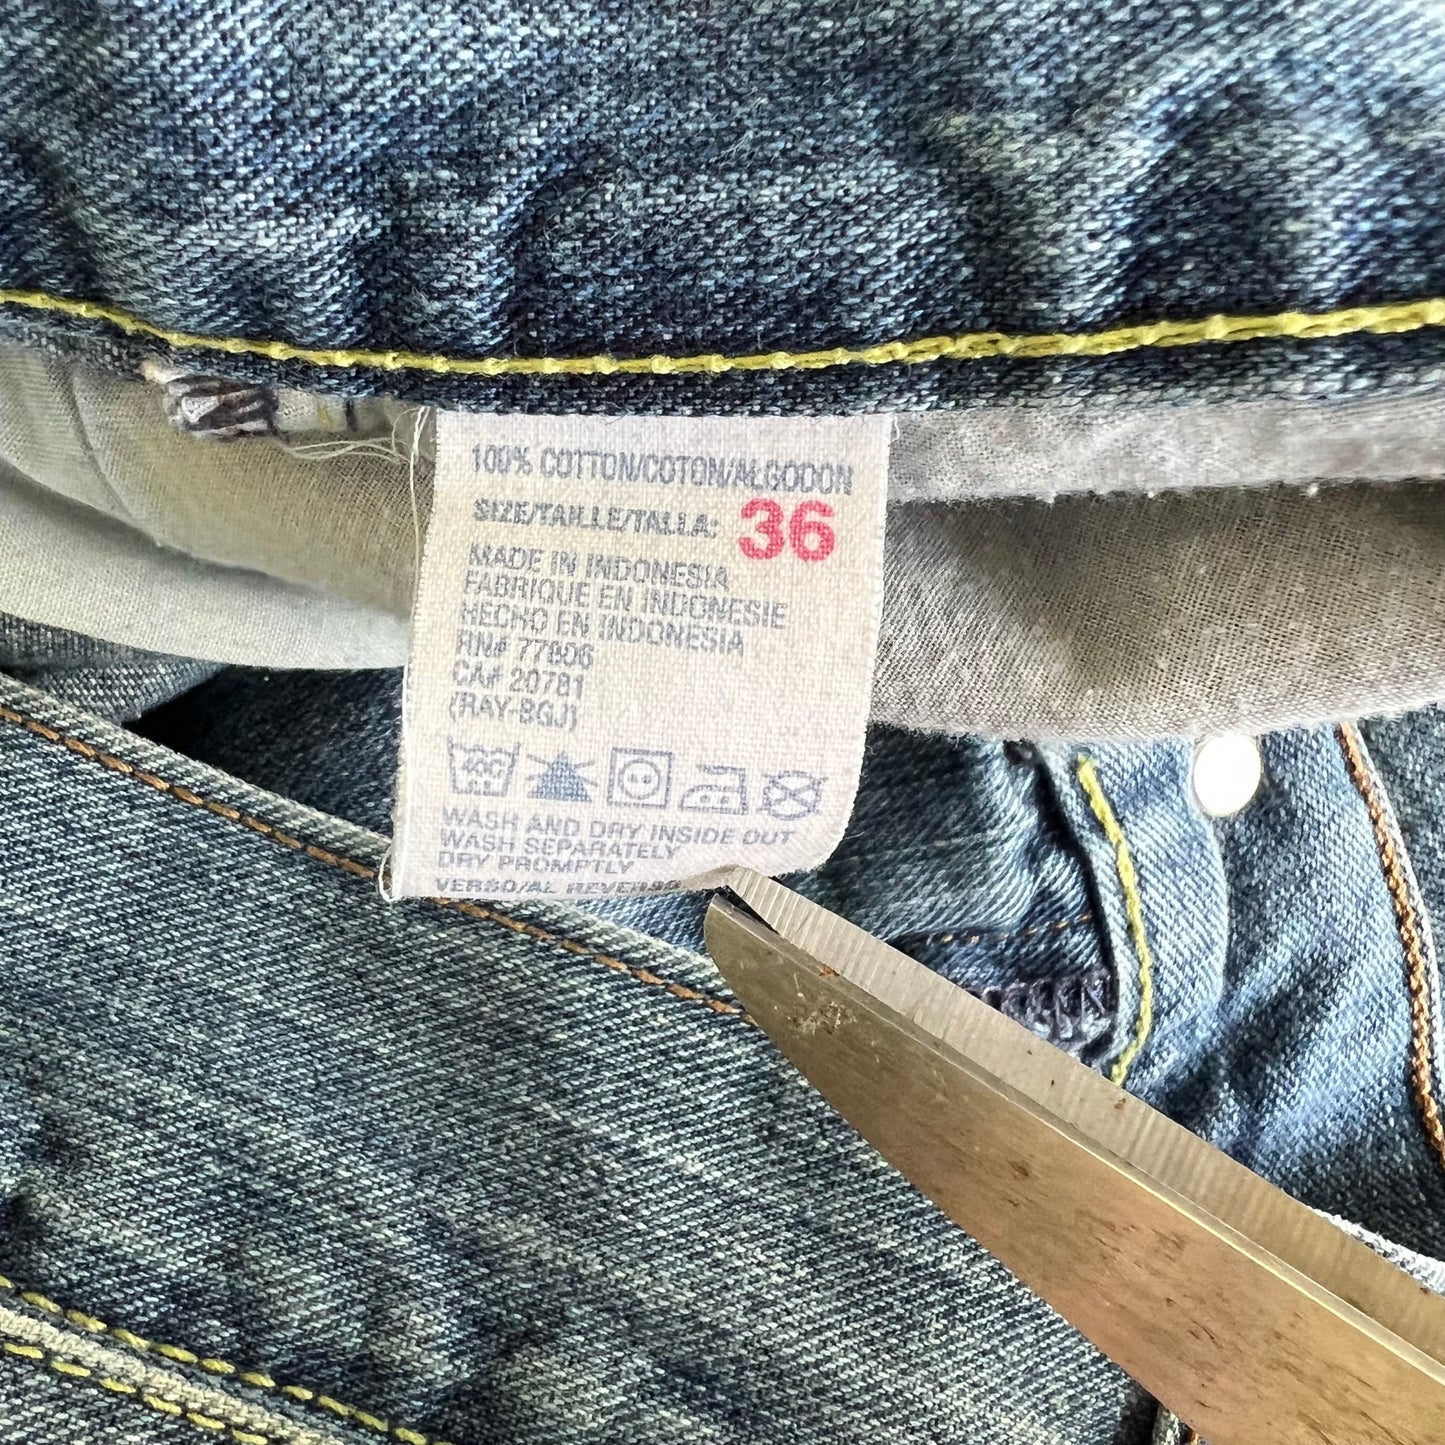 100% COTTON/COTON/ALGODON
SIZE/TAILLE/TALLA: 36
MADE IN INDONESIA
FABRIQUE EN INDONESIE
HECHO EN INDONESIA
RN# 77806
CA# 20781
(RAY-BGJ)
WASH AND DRY INSIDE OUT
WASH SEPARATELY
DRY PROMPTLY
VERSO/AL REVERSO